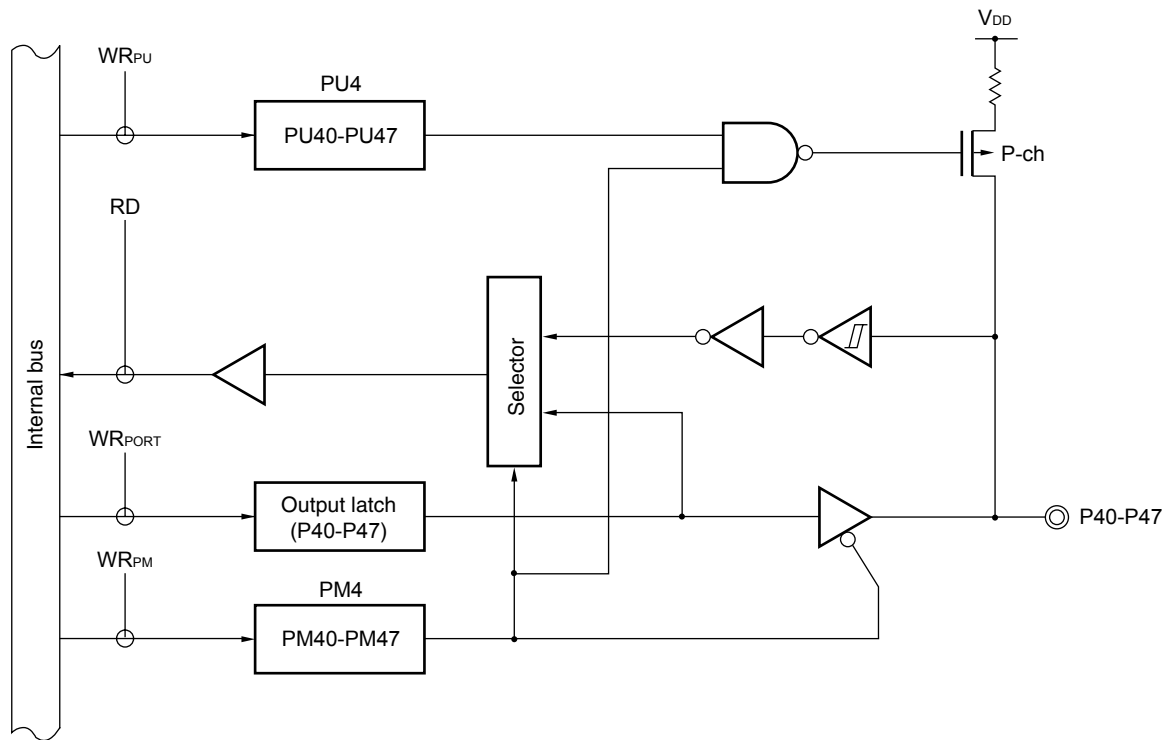 VDD
WRPU
PU4
PU40-PU47
P-ch
RD
Selector
Internal bus
WRPORT
Output latch
(P40-P47)
P40-P47
WRPM
PM4
PM40-PM47